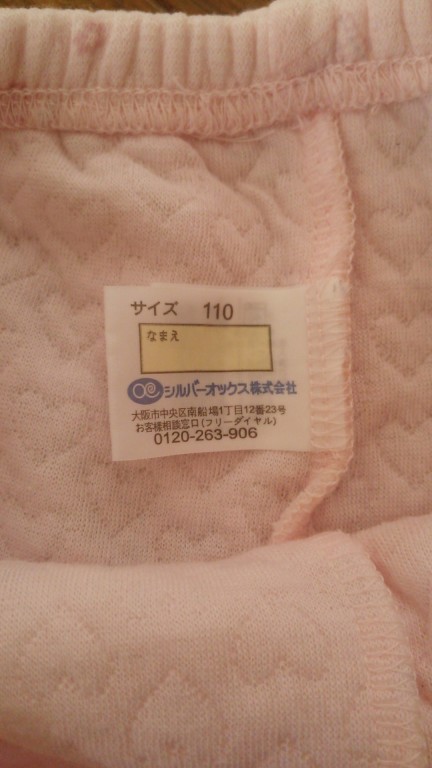 サイズ 110
なまえ
シルバーオックス株式会社
大阪市中央区南船場1丁目12番23号
お客様相談窓口(フリーダイヤル)
0120-263-906